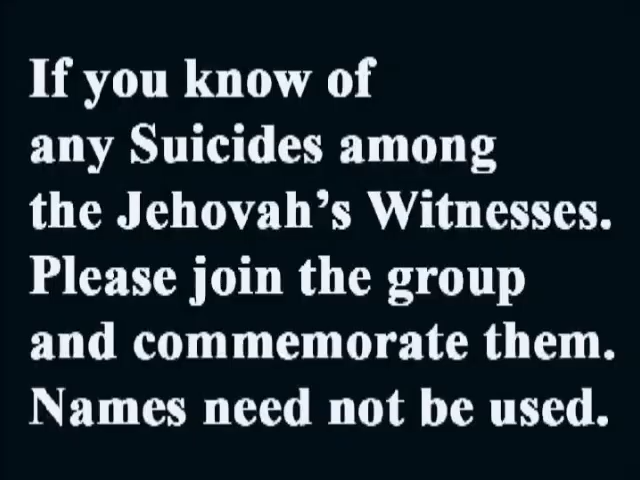 If you know of
any Suicides among
the Jehovah’s Witnesses.
Please join the group
and commemorate them.
Names need not be used.